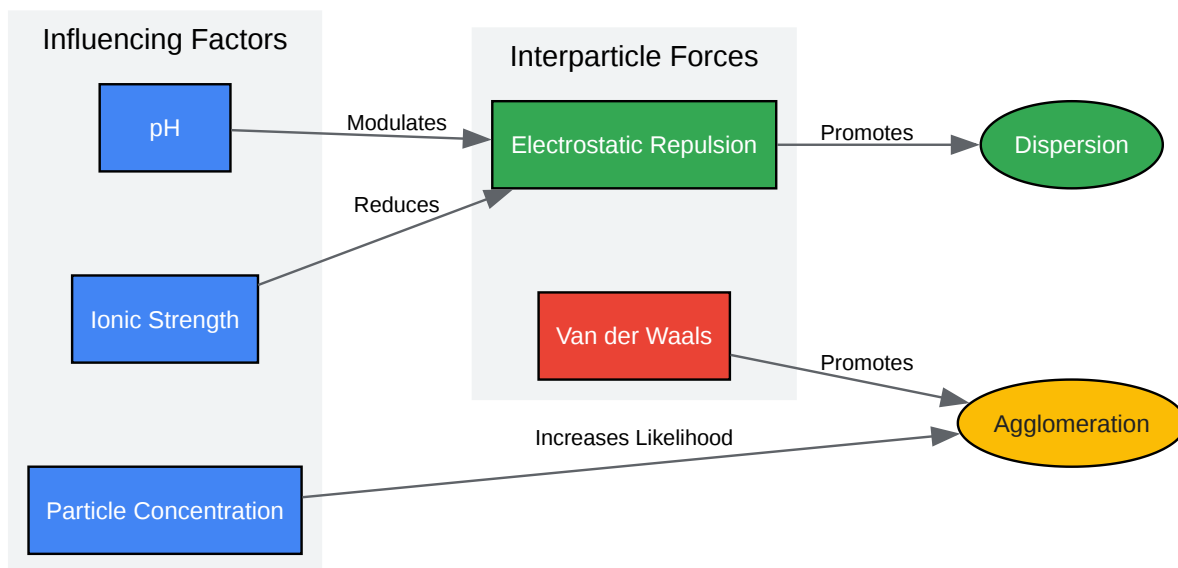 Influencing Factors
Interparticle Forces
pH
Modulates
Electrostatic Repulsion
Promotes
Dispersion
Reduces
Ionic Strength
Van der Waals
Promotes
Agglomeration
Increases Likelihood
Particle Concentration